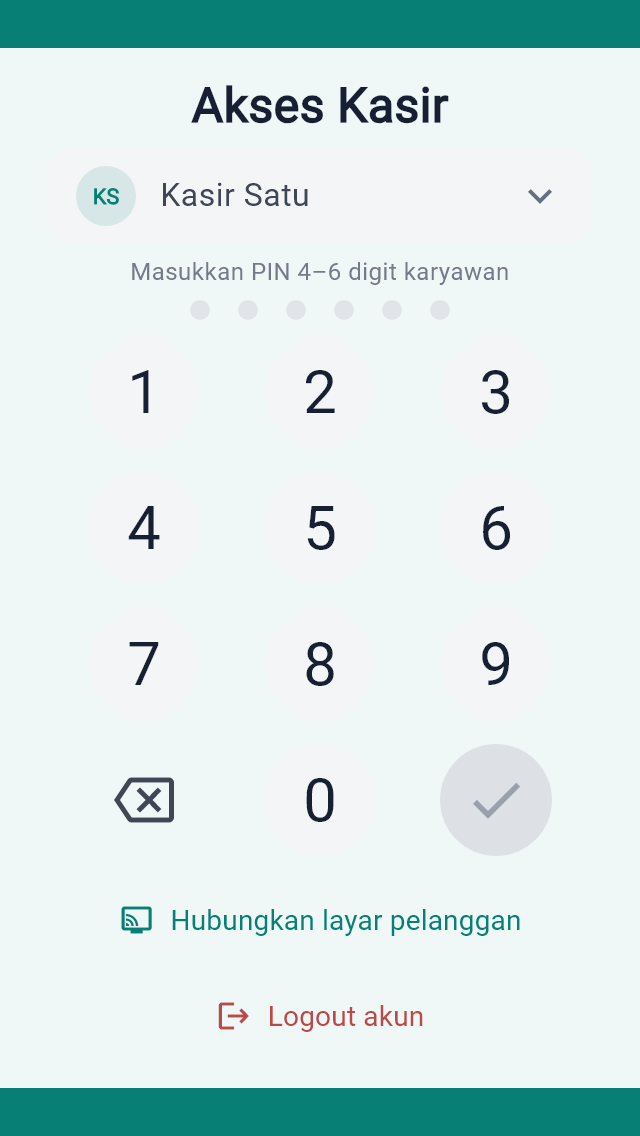 Akses Kasir
KS Kasir Satu
Masukkan PIN 4–6 digit karyawan
1 2 3
4 5 6
7 8 9
0
Hubungkan layar pelanggan
Logout akun